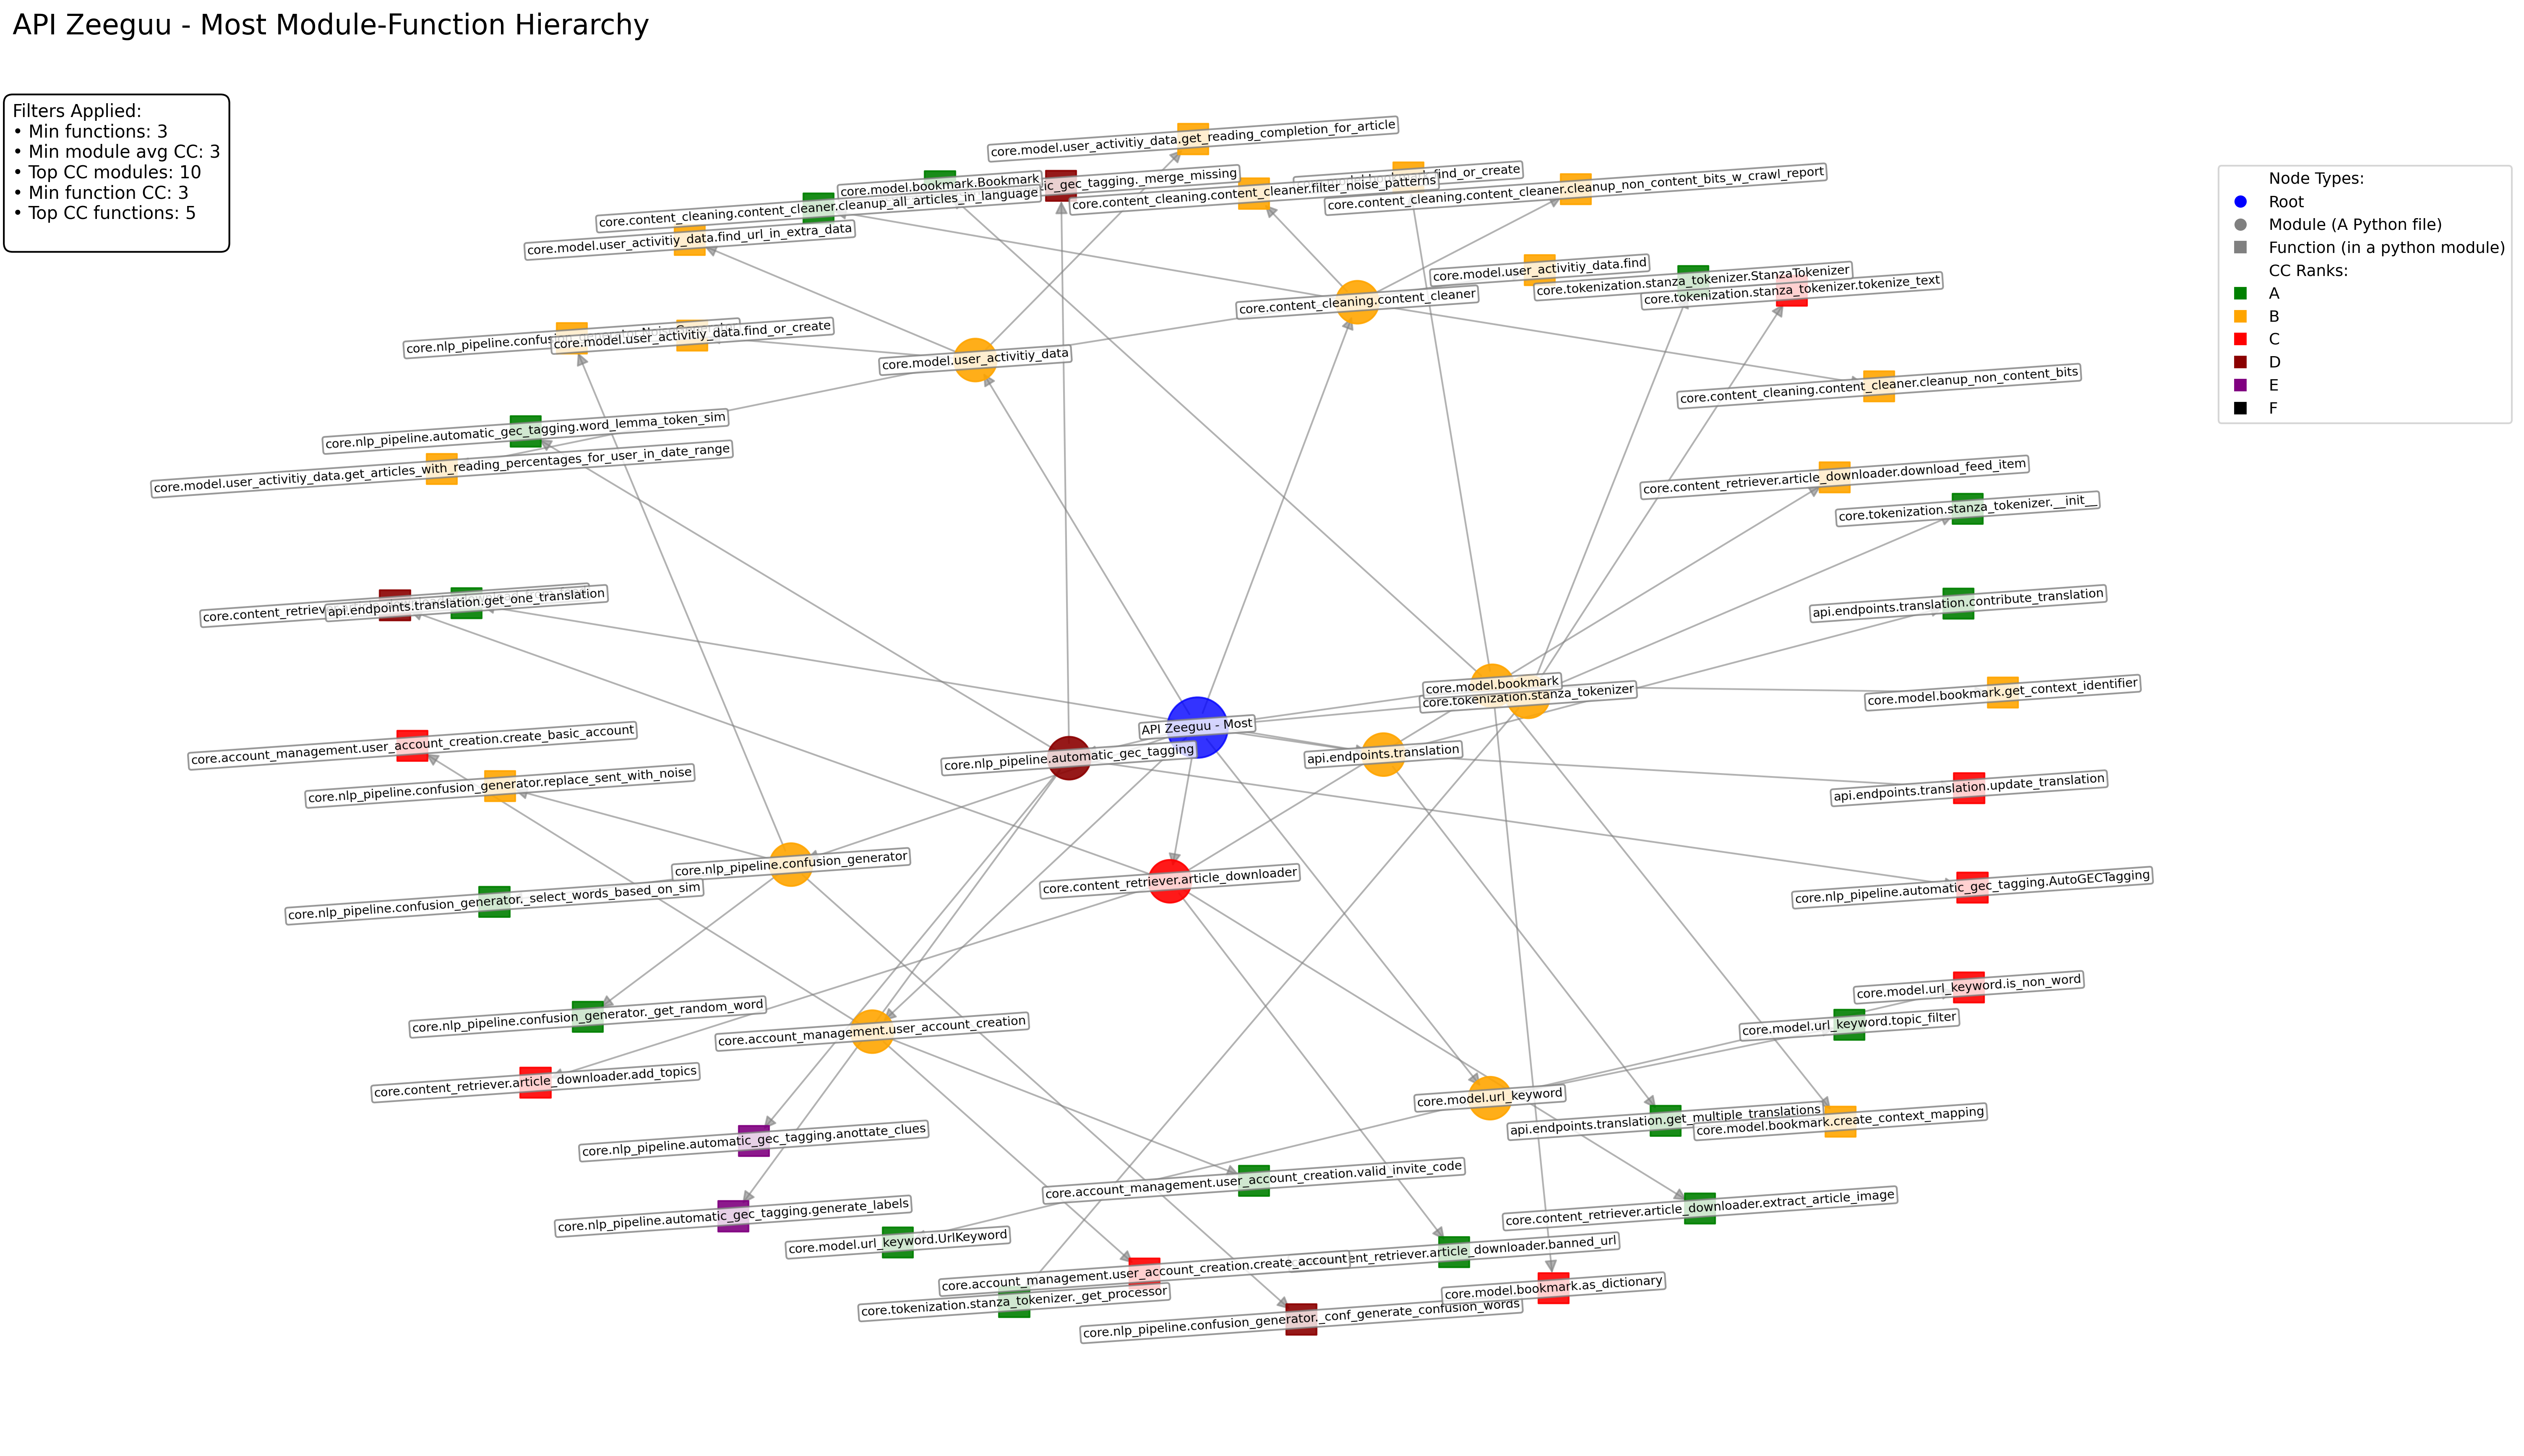 API Zeeguu - Most Module-Function Hierarchy
Filters Applied:
• Min functions: 3
• Min module avg CC: 3
• Top CC modules: 10
• Min function CC: 3
• Top CC functions: 5
Node Types:
Root
Module (A Python file)
Function (in a python module)
CC Ranks:
A
B
C
D
E
F
core.model.user_activitiy_data.get_reading_completion_for_article
core.model.bookmark.Bookmark
_gec_tagging._merge_missing
find_or_create
core.content_cleaning.content_cleaner.cleanup_non_content_bits_w_crawl_report
core.content_cleaning.content_cleaner.filter_noise_patterns
core.content_cleaning.content_cleaner.cleanup_all_articles_in_language
core.model.user_activitiy_data.find_url_in_extra_data
core.model.user_activitiy_data.find
core.tokenization.stanza_tokenizer.StanzaTokenizer
core.tokenization.stanza_tokenizer.tokenize_text
core.content_cleaning.content_cleaner
core.nlp_pipeline.confusion_generator
core.model.user_activitiy_data.find_or_create
core.model.user_activitiy_data
core.content_cleaning.content_cleaner.cleanup_non_content_bits
core.nlp_pipeline.automatic_gec_tagging.word_lemma_token_sim
core.model.user_activitiy_data.get_articles_with_reading_percentages_for_user_in_date_range
core.content_retriever.article_downloader.download_feed_item
core.tokenization.stanza_tokenizer.__init__
core.content_retriev
api.endpoints.translation.get_one_translation
api.endpoints.translation.contribute_translation
core.model.bookmark
core.tokenization.stanza_tokenizer
core.model.bookmark.get_context_identifier
API Zeeguu - Most
core.account_management.user_account_creation.create_basic_account
core.nlp_pipeline.automatic_gec_tagging
api.endpoints.translation
core.nlp_pipeline.confusion_generator.replace_sent_with_noise
api.endpoints.translation.update_translation
core.nlp_pipeline.confusion_generator
core.content_retriever.article_downloader
core.nlp_pipeline.automatic_gec_tagging.AutoGECTagging
core.nlp_pipeline.confusion_generator._select_words_based_on_sim
core.model.url_keyword.is_non_word
core.nlp_pipeline.confusion_generator._get_random_word
core.account_management.user_account_creation
core.model.url_keyword.topic_filter
core.content_retriever.article_downloader.add_topics
core.model.url_keyword
api.endpoints.translation.get_multiple_translations
core.model.bookmark.create_context_mapping
core.nlp_pipeline.automatic_gec_tagging.anottate_clues
core.account_management.user_account_creation.valid_invite_code
core.nlp_pipeline.automatic_gec_tagging.generate_labels
core.content_retriever.article_downloader.extract_article_image
core.model.url_keyword.UrlKeyword
ent_retriever.article_downloader.banned_url
core.account_management.user_account_creation.create_account
core.tokenization.stanza_tokenizer._get_processor
core.model.bookmark.as_dictionary
core.nlp_pipeline.confusion_generator._conf_generate_confusion_words